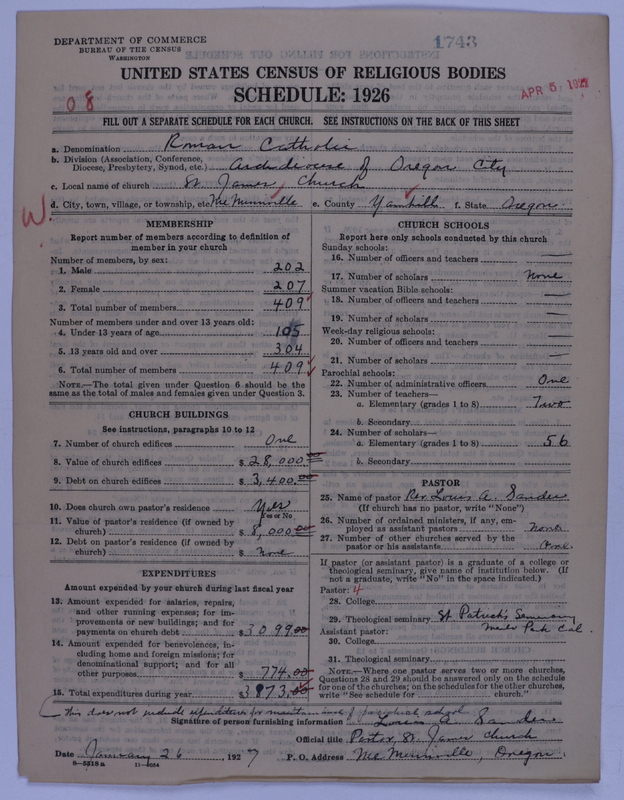 DEPARTMENT OF COMMERCE
BUREAU OF THE CENSUS
WASHINGTON
1743
UNITED STATES CENSUS OF RELIGIOUS BODIES
SCHEDULE: 1926
08
APR 5, 1927
FILL OUT A SEPARATE SCHEDULE FOR EACH CHURCH. SEE INSTRUCTIONS ON THE BACK OF THIS SHEET
a. Denomination Roman Catholic
b. Division (Association, Conference, Diocese, Presbytery, Synod, etc.) Archdiocese of Oregon City
c. Local name of church St. James Church
d. City, town, village, or township, etc. McMinnville e. County Yamhill f. State Oregon
W.
MEMBERSHIP
Report number of members according to definition of
member in your church
Number of members, by sex:
1. Male 202
2. Female 207
3. Total number of members 409
Number of members under and over 13 years old:
4. Under 13 years of age 105
5. 13 years old and over 304
6. Total number of members 409
NOTE.—The total given under Question 6 should be the
same as the total of males and females given under Question 3.
CHURCH BUILDINGS
See instructions, paragraphs 10 to 12
7. Number of church edifices One
8. Value of church edifices $ 28,000.00
9. Debt on church edifices $ 3,400.00
10. Does church own pastor's residence Yes
Yes or No
11. Value of pastor's residence (if owned by
church) $ 8,000.00
12. Debt on pastor's residence (if owned by
church) $ None
EXPENDITURES
Amount expended by your church during last fiscal year
13. Amount expended for salaries, repairs,
and other running expenses; for im-
provements or new buildings; and for
payments on church debt $3099.00
14. Amount expended for benevolences, in-
cluding home and foreign missions; for
denominational support; and for all
other purposes $ 774.00
15. Total expenditures during year $3873.00
CHURCH SCHOOLS
Report here only schools conducted by this church
Sunday schools:
16. Number of officers and teachers —
17. Number of scholars None
Summer vacation Bible schools:
18. Number of officers and teachers —
19. Number of scholars —
Week-day religious schools:
20. Number of officers and teachers —
21. Number of scholars —
Parochial schools:
22. Number of administrative officers One
23. Number of teachers—
a. Elementary (grades 1 to 8) Two
b. Secondary
24. Number of scholars—
a. Elementary (grades 1 to 8) 56
b. Secondary
PASTOR
25. Name of pastor Rev. Louis A. Sander
(If church has no pastor, write "None")
26. Number of ordained ministers, if any, em-
ployed as assistant pastors None
27. Number of other churches served by the
pastor or his assistants One
If pastor (or assistant pastor) is a graduate of a college or
theological seminary, give name of institution below. (If
not a graduate, write "No" in the space indicated.)
Pastor: 4
28. College
29. Theological seminary St. Patrick's Seminary
Menlo Park Cal.
Assistant pastor:
30. College
31. Theological seminary
NOTE.—Where one pastor serves two or more churches,
Questions 28 and 29 should be answered only on the schedule
for one of the churches; on the schedules for the other churches,
write "See schedule for church."
This does not include expenditures for maintenance of parochial school
Signature of person furnishing information Louis A. Sander
Official title Pastor, St. James Church
Date January 26 1927 P. O. Address McMinnville, Oregon
8—5318a 11—8654